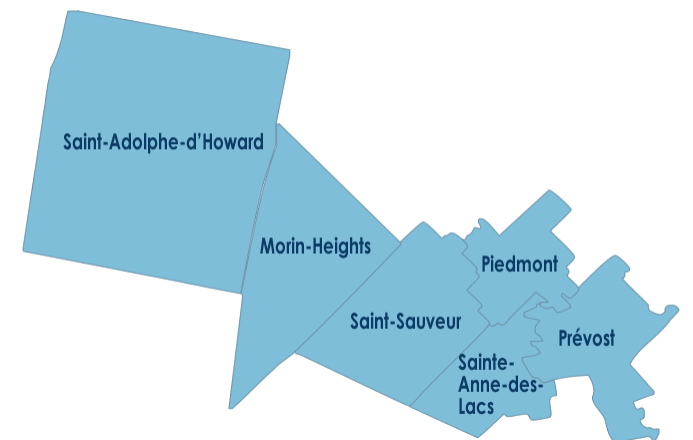 Saint-Adolphe-d'Howard
Morin-Heights
Piedmont
Saint-Sauveur
Prévost
Sainte-
Anne-des-
Lacs